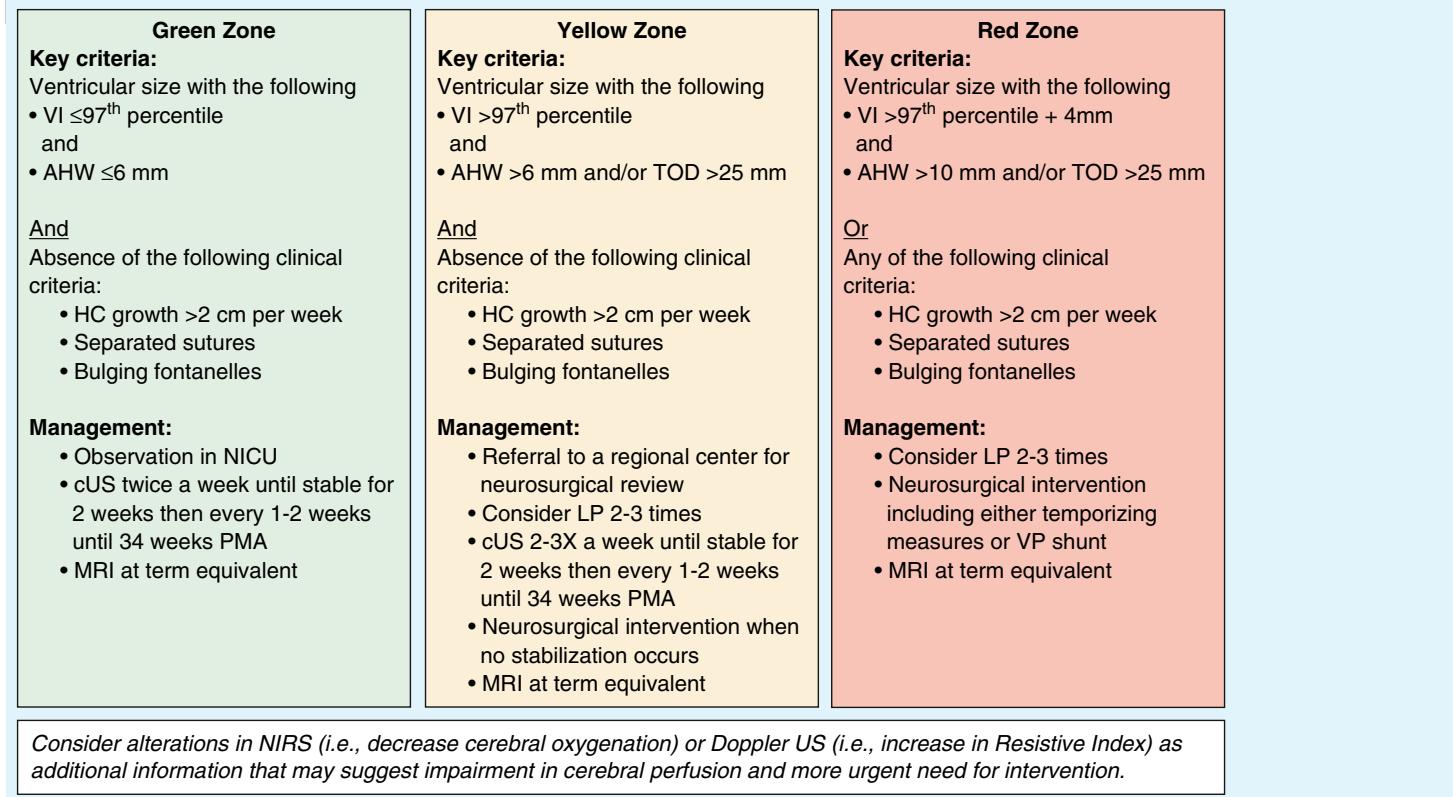 Green Zone
Key criteria:
Ventricular size with the following
• VI ≤97th percentile
and
• AHW ≤6 mm
And
Absence of the following clinical
criteria:
• HC growth >2 cm per week
• Separated sutures
• Bulging fontanelles
Management:
• Observation in NICU
• cUS twice a week until stable for
2 weeks then every 1-2 weeks
until 34 weeks PMA
• MRI at term equivalent
Yellow Zone
Key criteria:
Ventricular size with the following
• VI >97th percentile
and
• AHW >6 mm and/or TOD >25 mm
And
Absence of the following clinical
criteria:
• HC growth >2 cm per week
• Separated sutures
• Bulging fontanelles
Management:
• Referral to a regional center for
neurosurgical review
• Consider LP 2-3 times
• cUS 2-3X a week until stable for
2 weeks then every 1-2 weeks
until 34 weeks PMA
• Neurosurgical intervention when
no stabilization occurs
• MRI at term equivalent
Red Zone
Key criteria:
Ventricular size with the following
• VI >97th percentile + 4mm
and
• AHW >10 mm and/or TOD >25 mm
Or
Any of the following clinical
criteria:
• HC growth >2 cm per week
• Separated sutures
• Bulging fontanelles
Management:
• Consider LP 2-3 times
• Neurosurgical intervention
including either temporizing
measures or VP shunt
• MRI at term equivalent
Consider alterations in NIRS (i.e., decrease cerebral oxygenation) or Doppler US (i.e., increase in Resistive Index) as
additional information that may suggest impairment in cerebral perfusion and more urgent need for intervention.